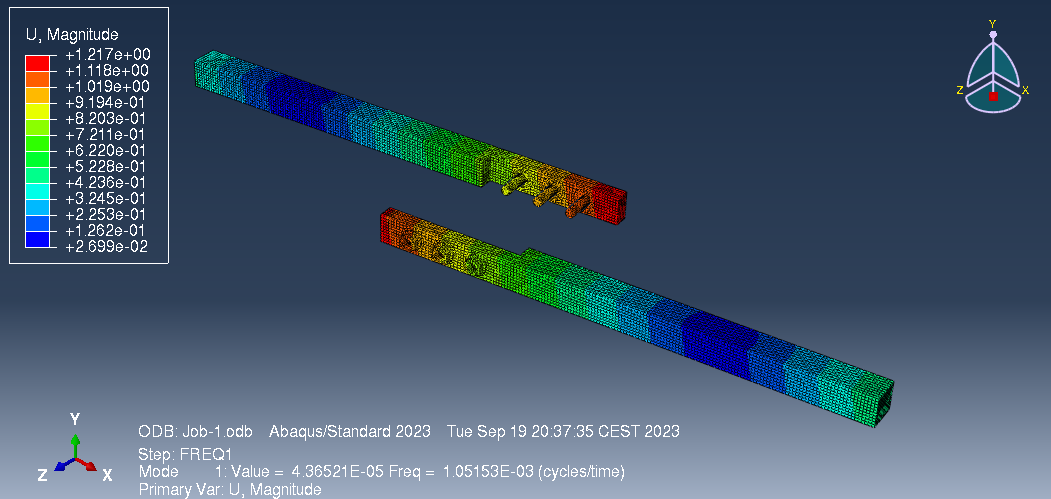 U, Magnitude
+1.217e+00
+1.118e+00
+1.019e+00
+9.194e-01
+8.203e-01
+7.211e-01
+6.220e-01
+5.228e-01
+4.236e-01
+3.245e-01
+2.253e-01
+1.262e-01
+2.699e-02
Y
Z X
Y
Z X
ODB: Job-1.odb Abaqus/Standard 2023 Tue Sep 19 20:37:35 CEST 2023
Step: FREQ1
Mode 1: Value = 4.36521E-05 Freq = 1.05153E-03 (cycles/time)
Primary Var: U, Magnitude